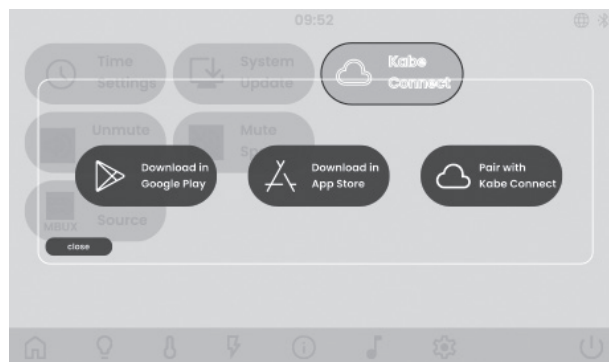 09:52
Time
Settings
System
Update
Kabe
Connect
Unmute
Mute
Download in
Google Play
Download in
App Store
Pair with
Kabe Connect
MBUX
Source
close